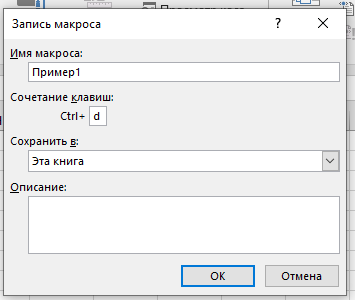 Запись макроса
?
Имя макроса:
Пример1
Сочетание клавиш:
Ctrl+ d
Сохранить в:
Эта книга
Описание:
ОК Отмена